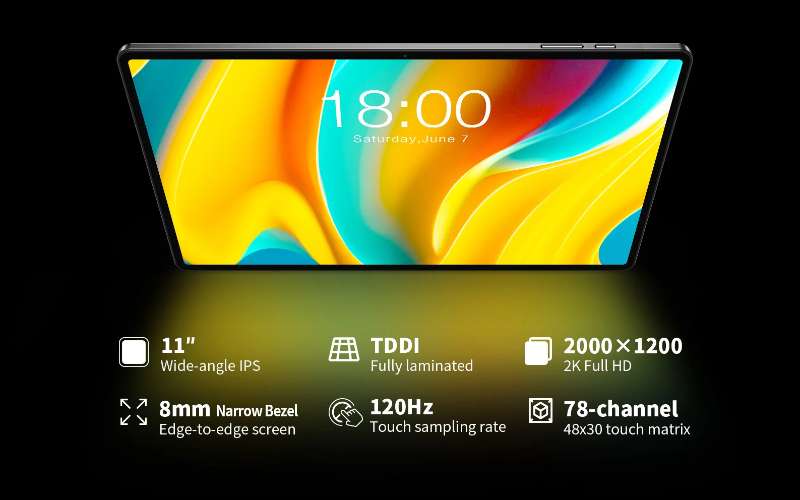 18:00
Saturday,June 7
11"
Wide-angle IPS
TDDI
Fully laminated
2000×1200
2K Full HD
8mm Narrow Bezel
Edge-to-edge screen
120Hz
Touch sampling rate
78-channel
48x30 touch matrix